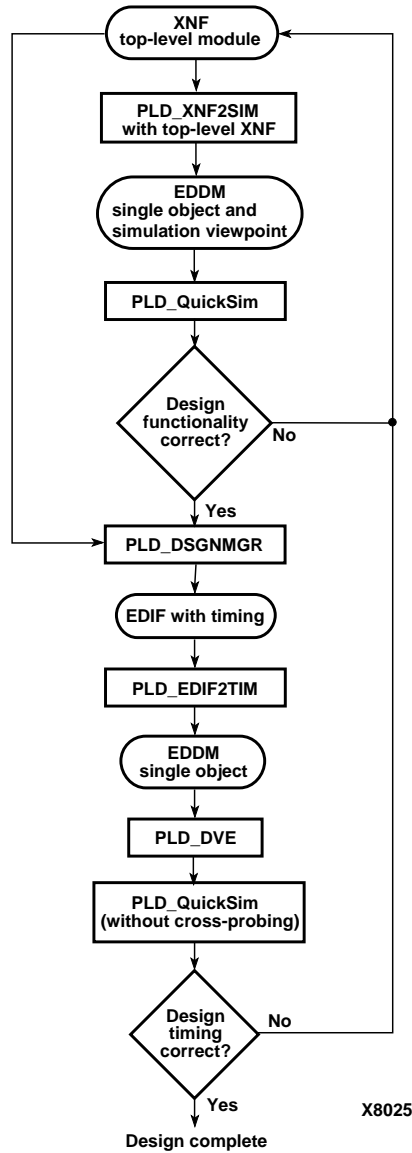 XNF
top-level module
PLD_XNF2SIM
with top-level XNF
EDDM
single object and
simulation viewpoint
PLD_QuickSim
Design
functionality
correct?
No
Yes
PLD_DSGNMGR
EDIF with timing
PLD_EDIF2TIM
EDDM
single object
PLD_DVE
PLD_QuickSim
(without cross-probing)
Design
timing
correct?
No
Yes
X8025
Design complete